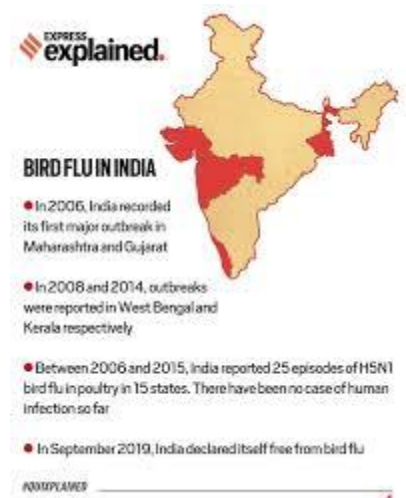 EXPRESS
explained.
BIRD FLU IN INDIA
● In 2006, India recorded
its first major outbreak in
Maharashtra and Gujarat
● In 2008 and 2014, outbreaks
were reported in West Bengal and
Kerala respectively
● Between 2006 and 2015, India reported 25 episodes of H5N1
bird flu in poultry in 15 states. There have been no case of human
infection so far
● In September 2019, India declared itself free from bird flu